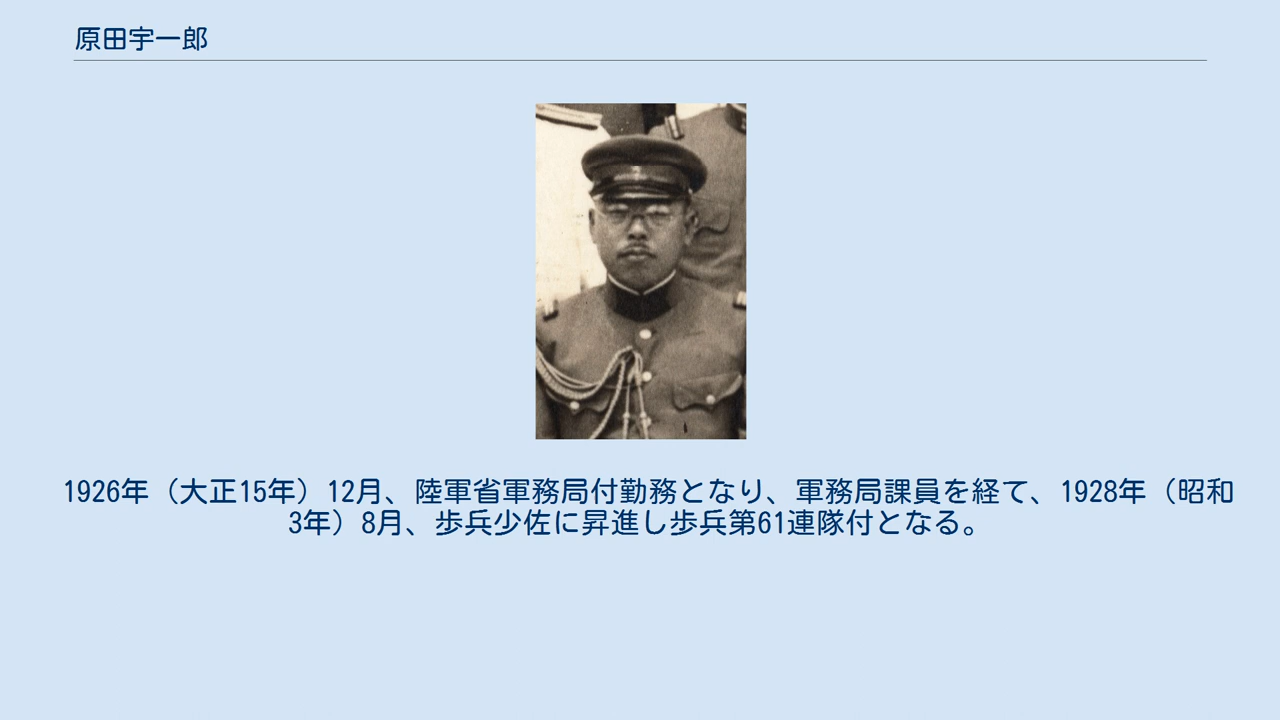 原田宇一郎
1926年（大正15年）12月、陸軍省軍務局付勤務となり、軍務局課員を経て、1928年（昭和
3年）8月、歩兵少佐に昇進し歩兵第61連隊付となる。